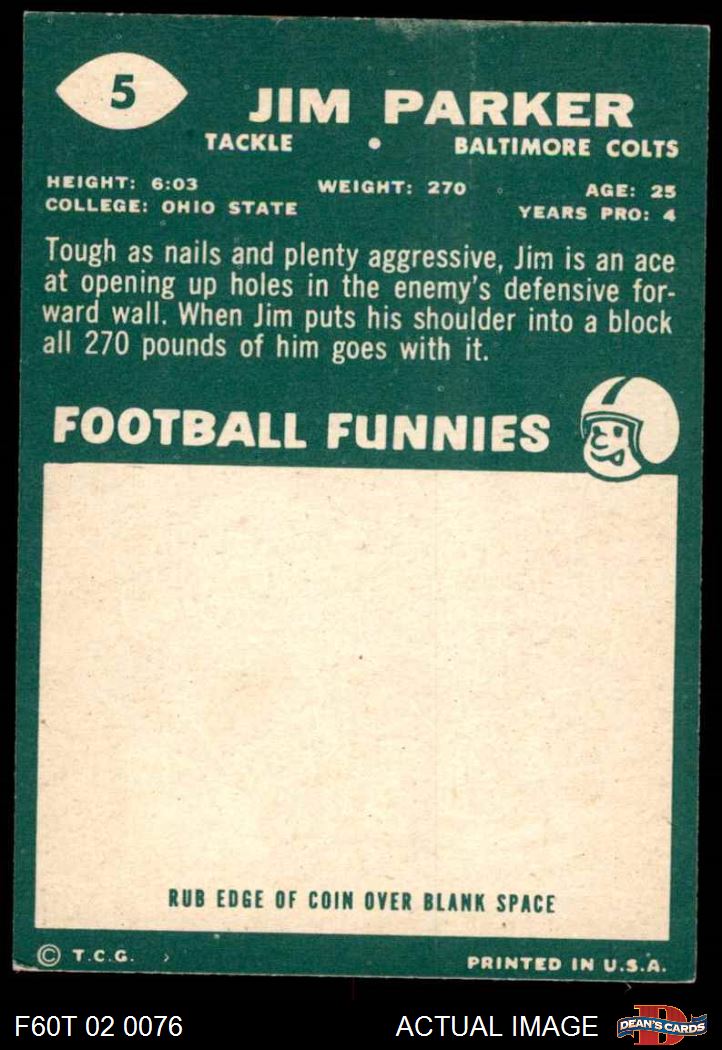 5
JIM PARKER
TACKLE • BALTIMORE COLTS
HEIGHT: 6:03 WEIGHT: 270 AGE: 25
COLLEGE: OHIO STATE YEARS PRO: 4
Tough as nails and plenty aggressive, Jim is an ace
at opening up holes in the enemy's defensive for-
ward wall. When Jim puts his shoulder into a block
all 270 pounds of him goes with it.
FOOTBALL FUNNIES
RUB EDGE OF COIN OVER BLANK SPACE
© T.C.G. PRINTED IN U.S.A.
F60T 02 0076 ACTUAL IMAGE D DEAN'S CARDS